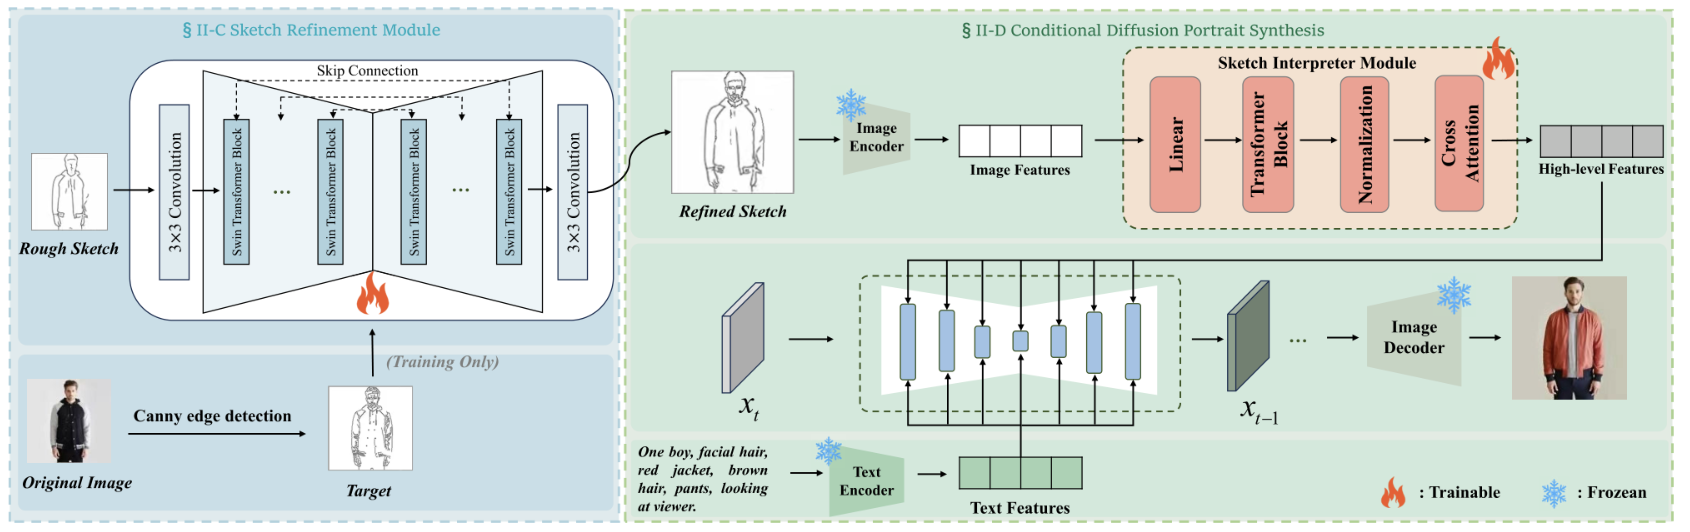 § II-C Sketch Refinement Module
Skip Connection
3×3 Convolution
Swin Transformer Block
...
Swin Transformer Block
Swin Transformer Block
...
Swin Transformer Block
3×3 Convolution
Rough Sketch
(Training Only)
Canny edge detection
Original Image
Target
§ II-D Conditional Diffusion Portrait Synthesis
Refined Sketch
Image
Encoder
Image Features
Sketch Interpreter Module
Linear
Transformer
Block
Normalization
Cross
Attention
High-level Features
x_t
x_{t-1}
...
Image
Decoder
One boy, facial hair,
red jacket, brown
hair, pants, looking
at viewer.
Text
Encoder
Text Features
: Trainable
: Frozean